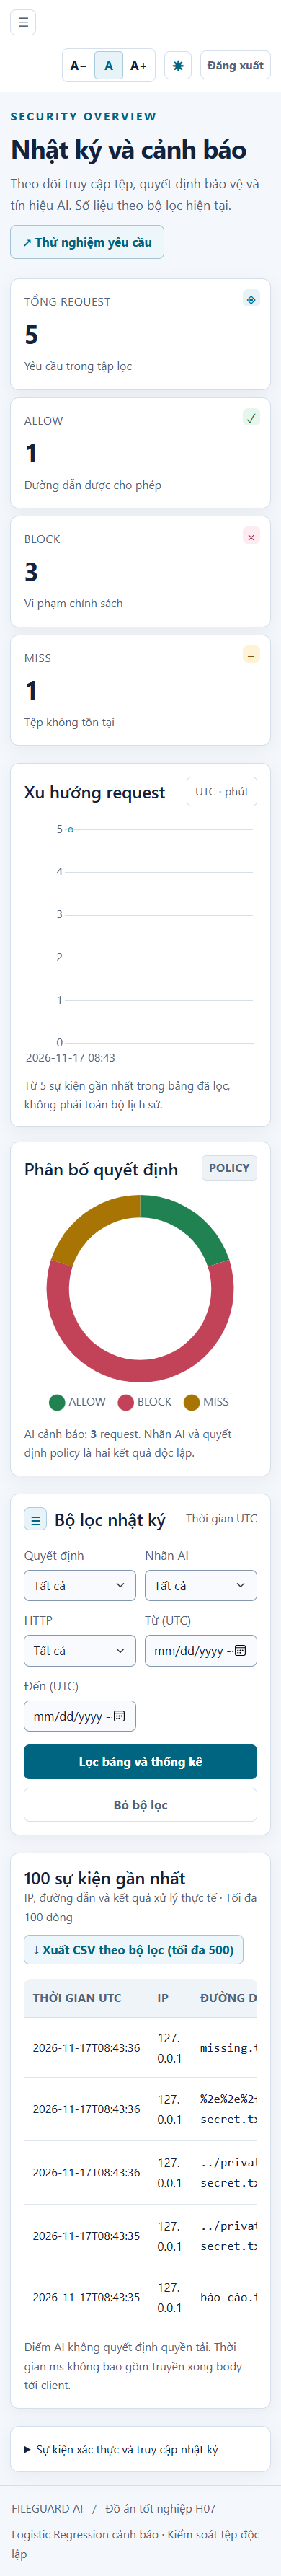 A− A A+ Đăng xuất
SECURITY OVERVIEW
Nhật ký và cảnh báo
Theo dõi truy cập tệp, quyết định bảo vệ và
tín hiệu AI. Số liệu theo bộ lọc hiện tại.
↗ Thử nghiệm yêu cầu
TỔNG REQUEST
5
Yêu cầu trong tập lọc
ALLOW
1
Đường dẫn được cho phép
BLOCK
3
Vi phạm chính sách
MISS
1
Tệp không tồn tại
Xu hướng request UTC · phút
5
4
3
2
1
0
2026-11-17 08:43
Từ 5 sự kiện gần nhất trong bảng đã lọc,
không phải toàn bộ lịch sử.
Phân bố quyết định POLICY
ALLOW BLOCK MISS
AI cảnh báo: 3 request. Nhãn AI và quyết
định policy là hai kết quả độc lập.
Bộ lọc nhật ký Thời gian UTC
Quyết định Nhãn AI
Tất cả Tất cả
HTTP Từ (UTC)
Tất cả mm/dd/yyyy -
Đến (UTC)
mm/dd/yyyy -
Lọc bảng và thống kê
Bỏ bộ lọc
100 sự kiện gần nhất
IP, đường dẫn và kết quả xử lý thực tế · Tối đa
100 dòng
↓ Xuất CSV theo bộ lọc (tối đa 500)
THỜI GIAN UTC IP ĐƯỜNG D
2026-11-17T08:43:36 127.0.0.1 missing.t
2026-11-17T08:43:36 127.0.0.1 %2e%2e%2f
secret.tx
2026-11-17T08:43:36 127.0.0.1 ../privat
secret.tx
2026-11-17T08:43:35 127.0.0.1 ../privat
secret.tx
2026-11-17T08:43:35 127.0.0.1 báo cáo.t
Điểm AI không quyết định quyền tải. Thời
gian ms không bao gồm truyền xong body
tới client.
▶ Sự kiện xác thực và truy cập nhật ký
FILEGUARD AI / Đồ án tốt nghiệp H07
Logistic Regression cảnh báo · Kiểm soát tệp độc
lập